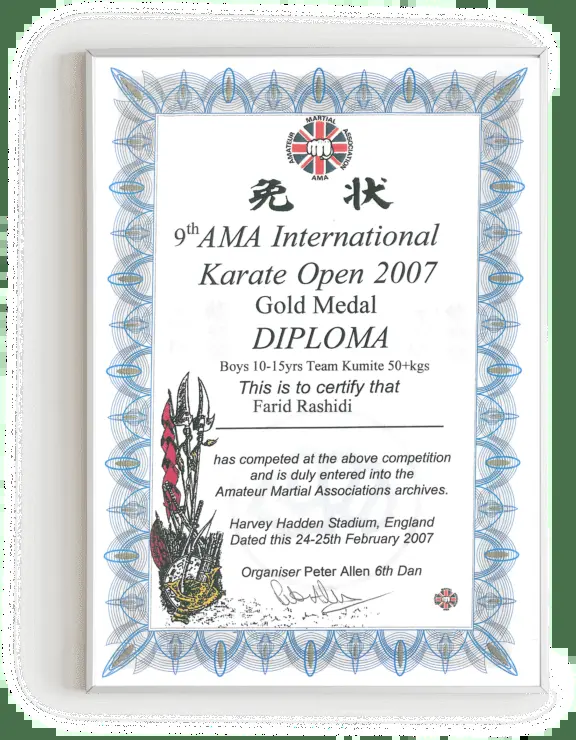 AMATEUR MARTIAL ASSOCIATION
AMA
免 状
9th AMA International
Karate Open 2007
Gold Medal
DIPLOMA
Boys 10-15yrs Team Kumite 50+kgs
This is to certify that
Farid Rashidi
has competed at the above competition
and is duly entered into the
Amateur Martial Associations archives.
Harvey Hadden Stadium, England
Dated this 24-25th February 2007
Organiser Peter Allen 6th Dan